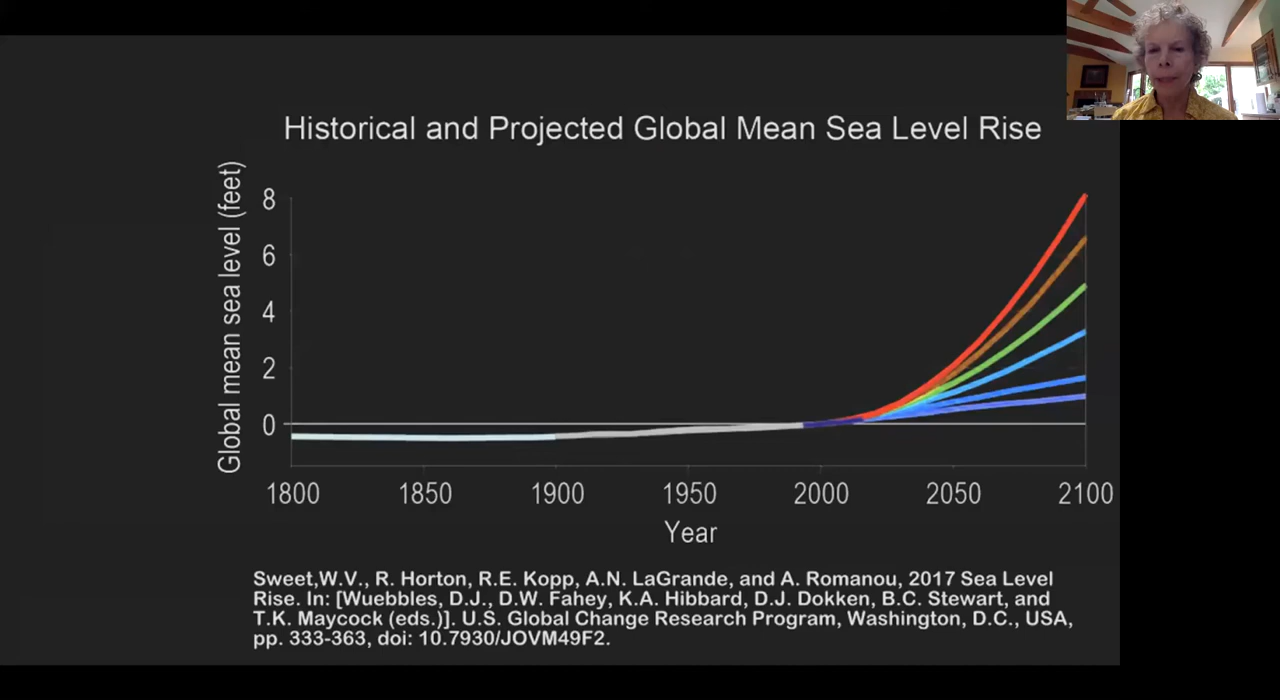 Historical and Projected Global Mean Sea Level Rise
Global mean sea level (feet)
8
6
4
2
0
1800 1850 1900 1950 2000 2050 2100
Year
Sweet,W.V., R. Horton, R.E. Kopp, A.N. LaGrande, and A. Romanou, 2017 Sea Level
Rise. In: [Wuebbles, D.J., D.W. Fahey, K.A. Hibbard, D.J. Dokken, B.C. Stewart, and
T.K. Maycock (eds.)]. U.S. Global Change Research Program, Washington, D.C., USA,
pp. 333-363, doi: 10.7930/JOVM49F2.